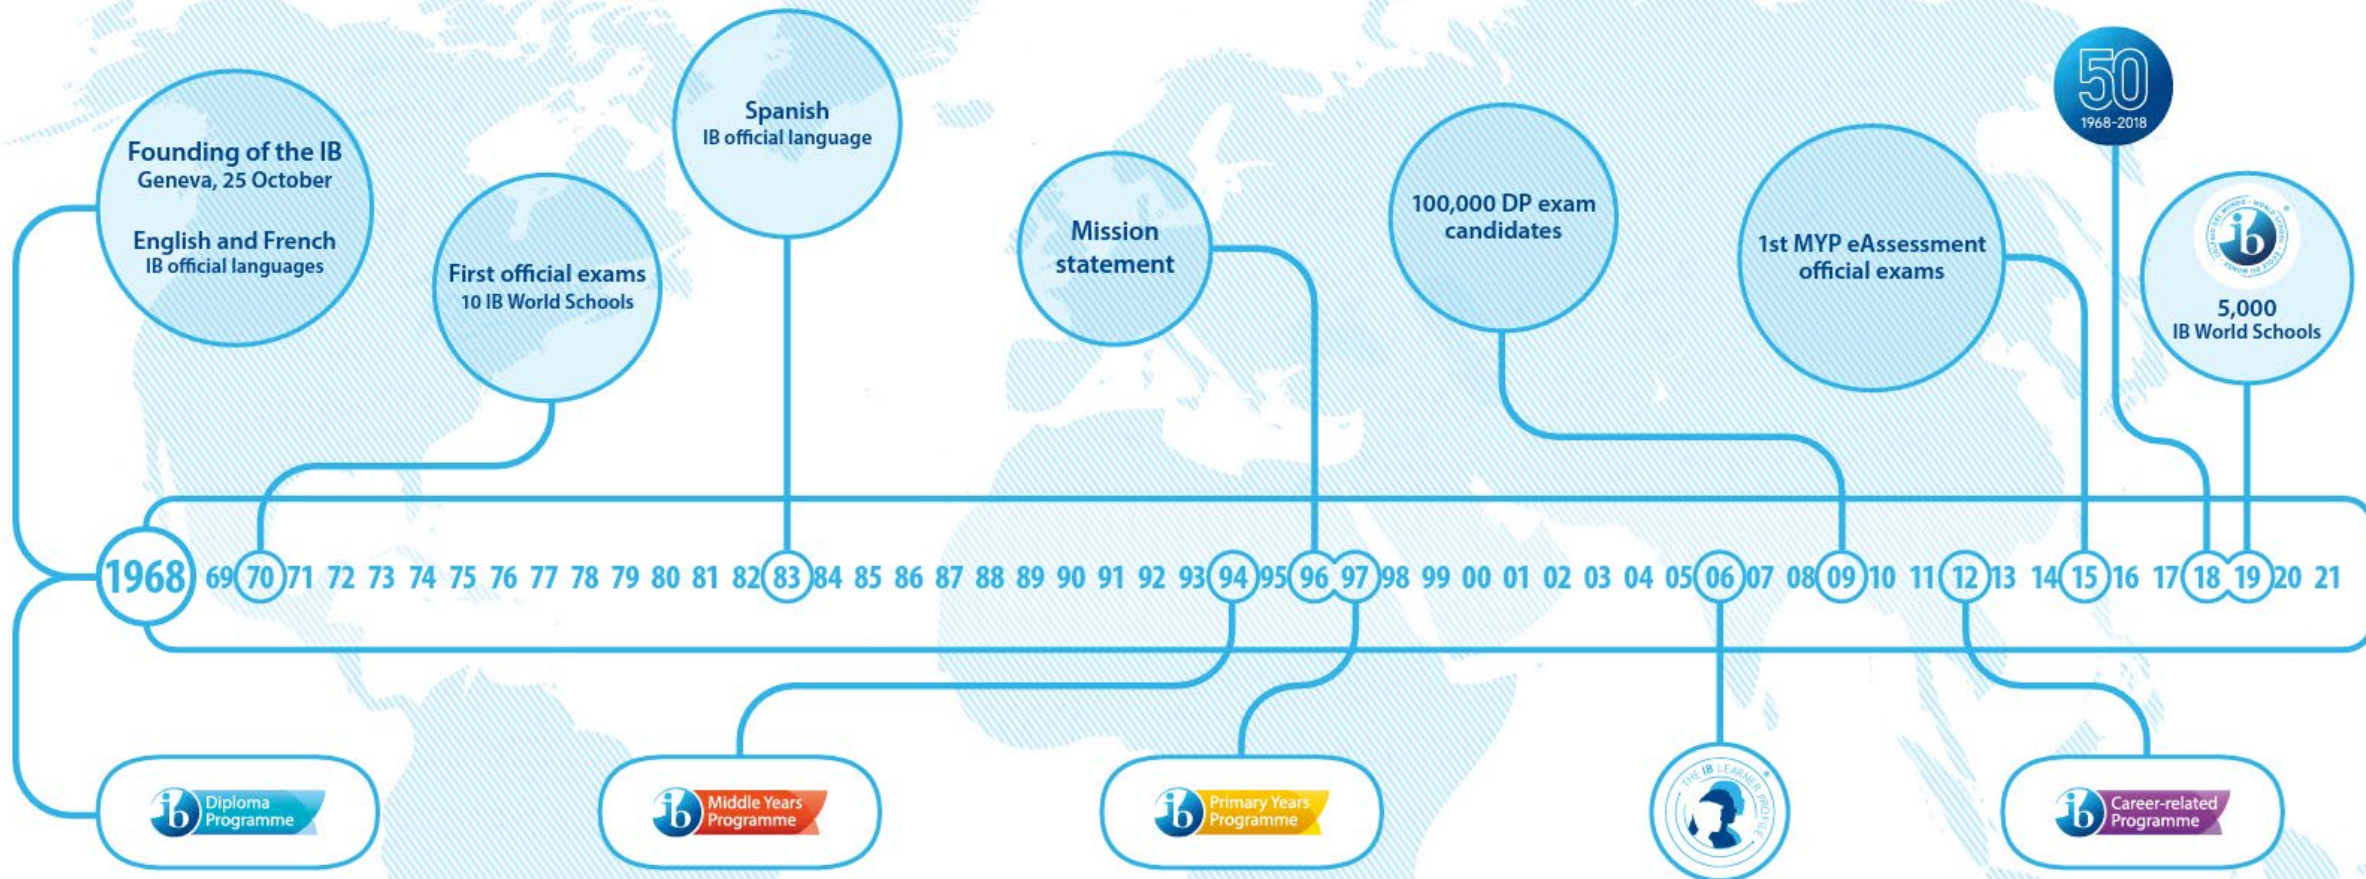 Founding of the IB
Geneva, 25 October
English and French
IB official languages
First official exams
10 IB World Schools
Spanish
IB official language
Mission
statement
100,000 DP exam
candidates
1st MYP eAssessment
official exams
50
1968-2018
ib
5,000
IB World Schools
1968 69 70 71 72 73 74 75 76 77 78 79 80 81 82 83 84 85 86 87 88 89 90 91 92 93 94 95 96 97 98 99 00 01 02 03 04 05 06 07 08 09 10 11 12 13 14 15 16 17 18 19 20 21
ib Diploma
Programme
ib Middle Years
Programme
ib Primary Years
Programme
THE IB LEARNER PROFILE
ib Career-related
Programme